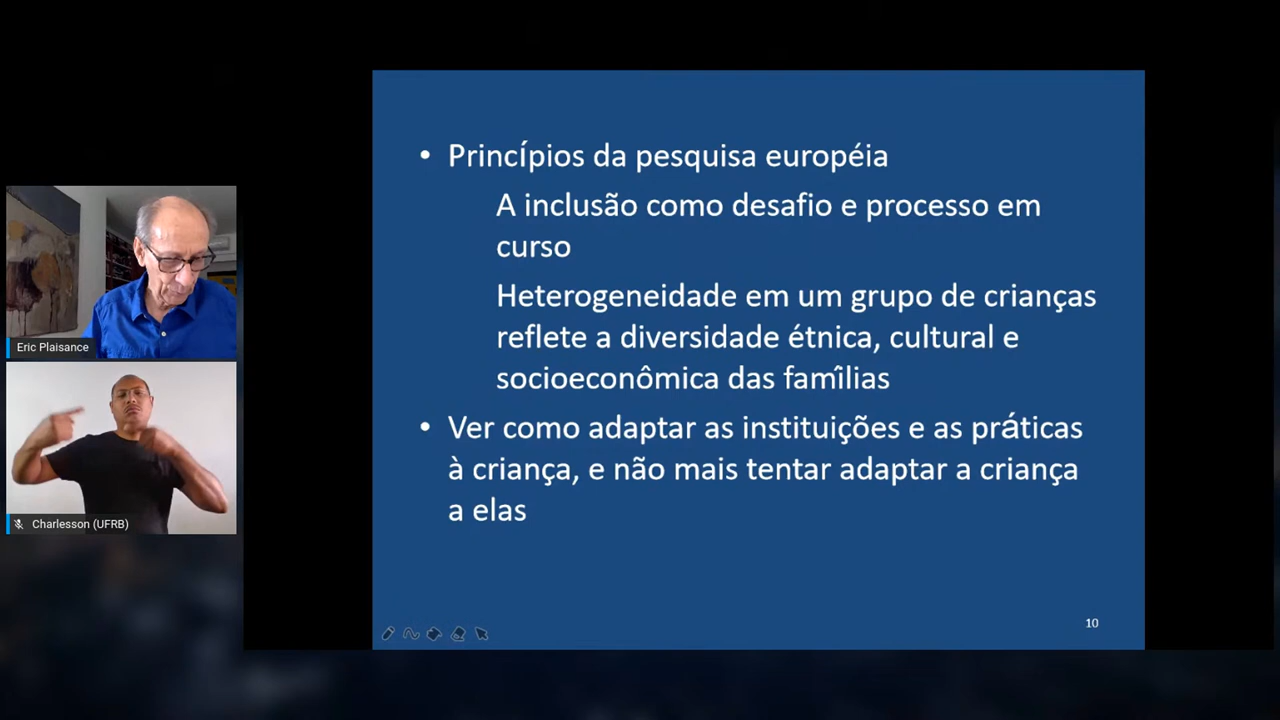 Princípios da pesquisa européia
A inclusão como desafio e processo em
curso
Heterogeneidade em um grupo de crianças
reflete a diversidade étnica, cultural e
socioeconômica das famîlias
Ver como adaptar as instituições e as práticas
à criança, e não mais tentar adaptar a criança
a elas
10
Eric Plaisance
Charlesson (UFRB)